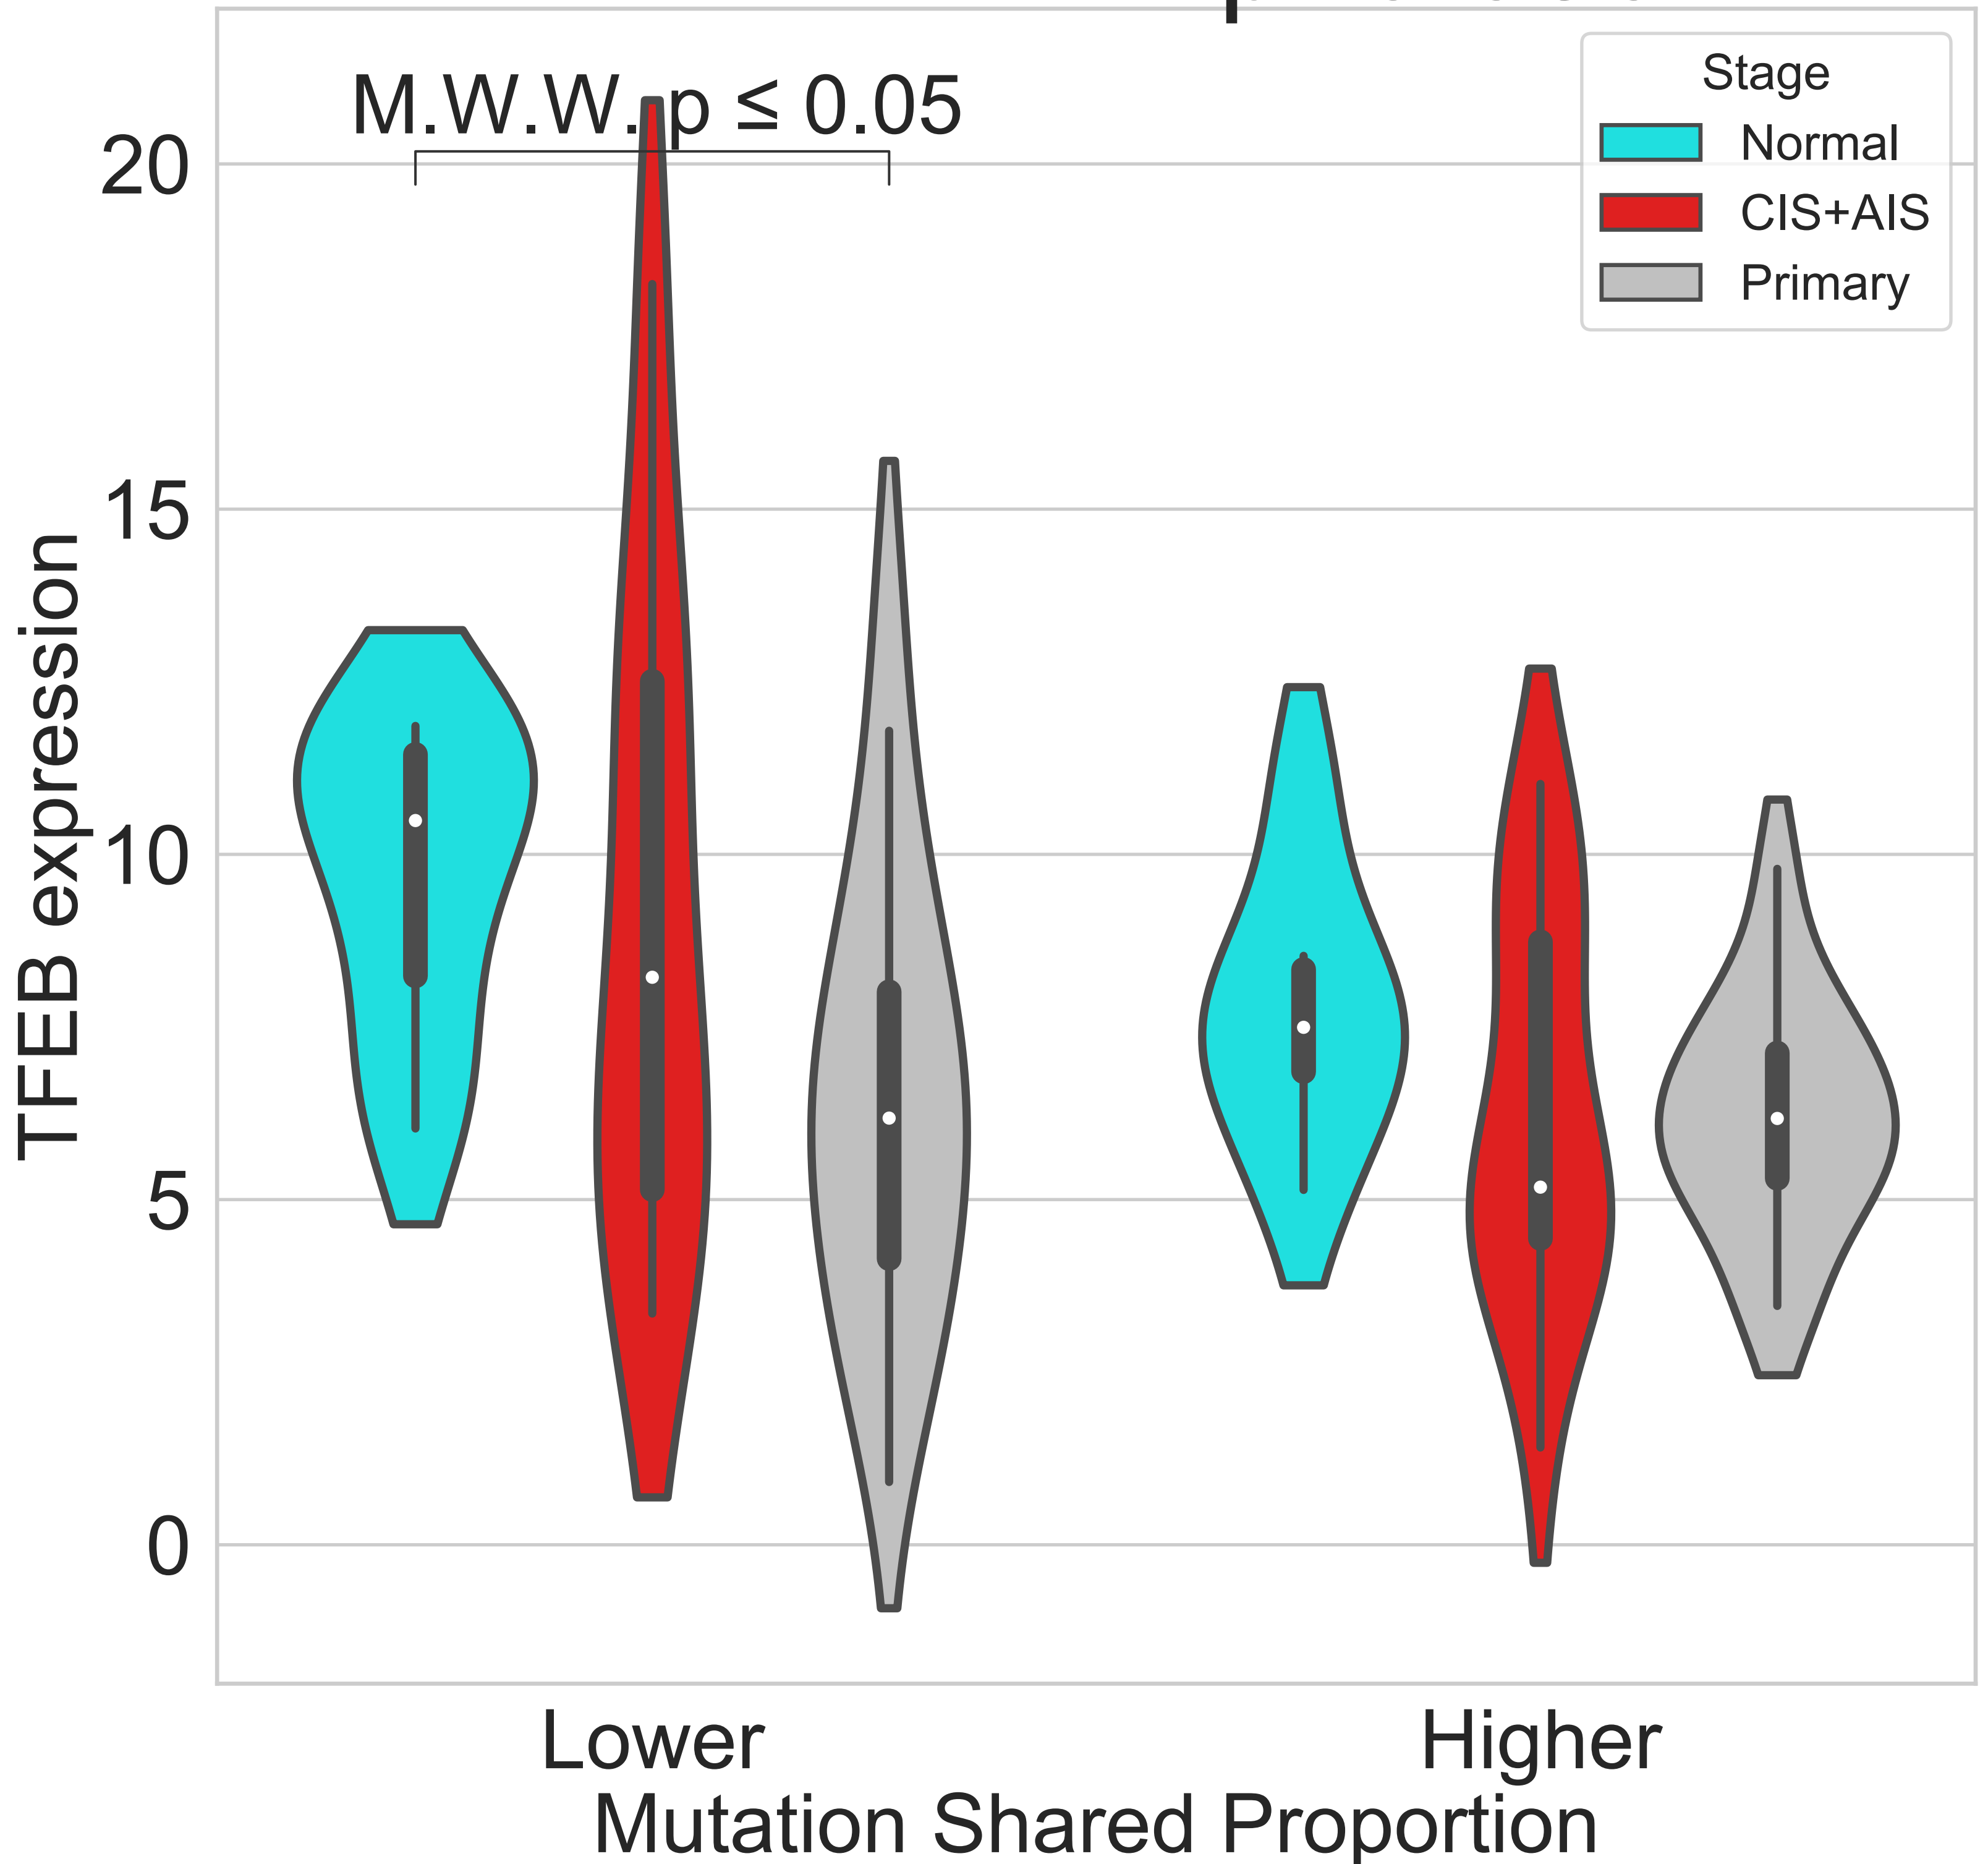 M.W.W. p ≤ 0.05
Stage
Normal
CIS+AIS
Primary
20
15
10
5
0
TFEB expression
Lower
Higher
Mutation Shared Proportion